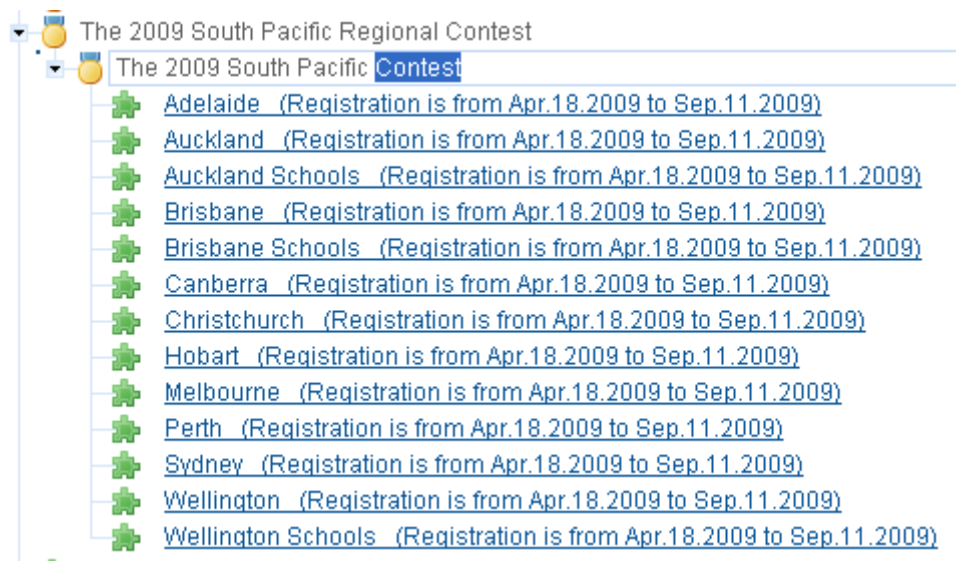 The 2009 South Pacific Regional Contest
The 2009 South Pacific Contest
Adelaide (Registration is from Apr.18.2009 to Sep.11.2009)
Auckland (Registration is from Apr.18.2009 to Sep.11.2009)
Auckland Schools (Registration is from Apr.18.2009 to Sep.11.2009)
Brisbane (Registration is from Apr.18.2009 to Sep.11.2009)
Brisbane Schools (Registration is from Apr.18.2009 to Sep.11.2009)
Canberra (Registration is from Apr.18.2009 to Sep.11.2009)
Christchurch (Registration is from Apr.18.2009 to Sep.11.2009)
Hobart (Registration is from Apr.18.2009 to Sep.11.2009)
Melbourne (Registration is from Apr.18.2009 to Sep.11.2009)
Perth (Registration is from Apr.18.2009 to Sep.11.2009)
Sydney (Registration is from Apr.18.2009 to Sep.11.2009)
Wellington (Registration is from Apr.18.2009 to Sep.11.2009)
Wellington Schools (Registration is from Apr.18.2009 to Sep.11.2009)